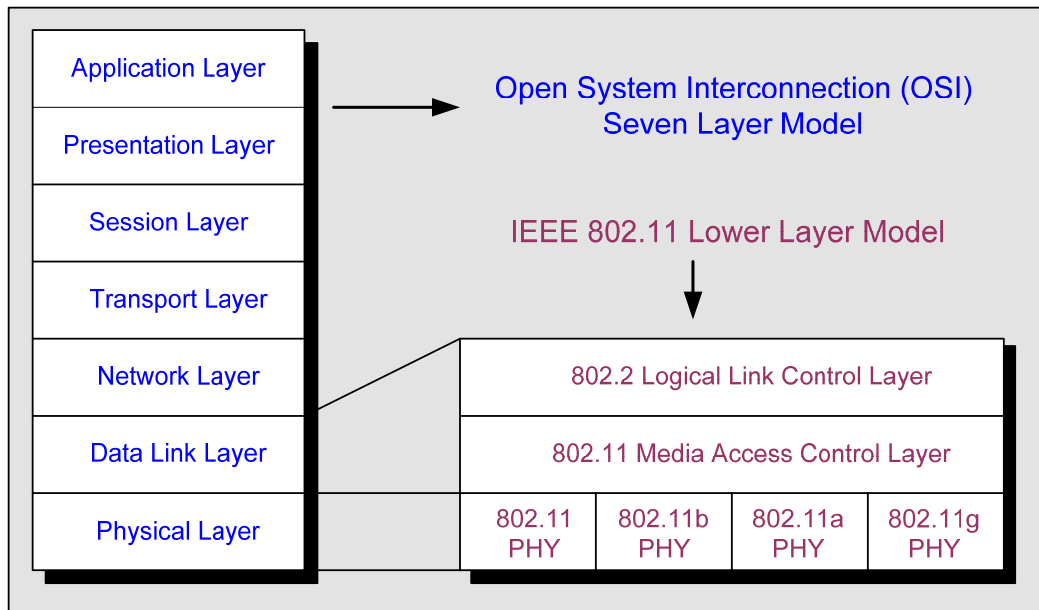 Application Layer
Presentation Layer
Session Layer
Transport Layer
Network Layer
Data Link Layer
Physical Layer
Open System Interconnection (OSI)
Seven Layer Model
IEEE 802.11 Lower Layer Model
802.2 Logical Link Control Layer
802.11 Media Access Control Layer
802.11
PHY
802.11b
PHY
802.11a
PHY
802.11g
PHY